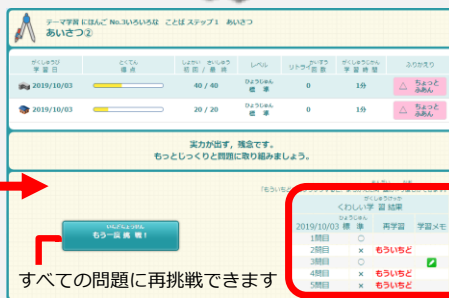 テーマ学習 にほんご No.3いろいろな ことば ステップ1 あいさつ
あいさつ②
がくしゅうび とくてん しょかい さいしゅう かいすう がくしゅうじかん
学習日 得点 初回 / 最終 レベル リトライ回数 学習時間 ふりかえり
ひょうじゅん
2019/10/03 40 / 40 標準 0 1分 △ ちょっと ふあん
ひょうじゅん
2019/10/03 20 / 20 標準 0 1分 △ ちょっと ふあん
実力が出ず，残念です。
もっとじっくりと問題に取り組みましょう。
「もういちど
がくしゅうけっか
くわしい学習結果
ひょうじゅん
2019/10/03 標準 再学習 学習メモ
1問目 ○
2問目 × もういちど
3問目 ○
4問目 × もういちど
5問目 × もういちど
いちどちょうせん
もう一度挑戦！
すべての問題に再挑戦できます